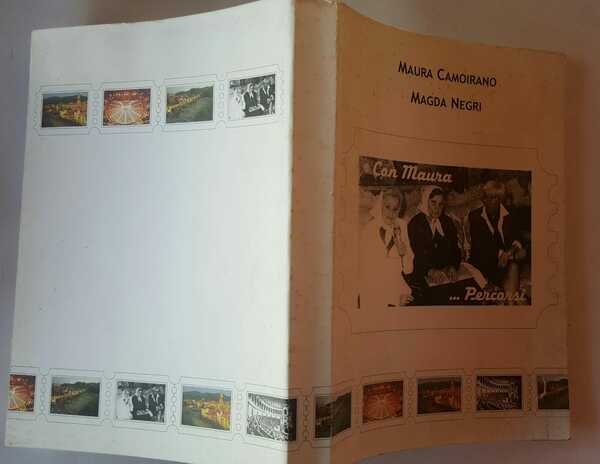 MAURA CAMOIRANO
MAGDA NEGRI
Con Maura
... Percorsi